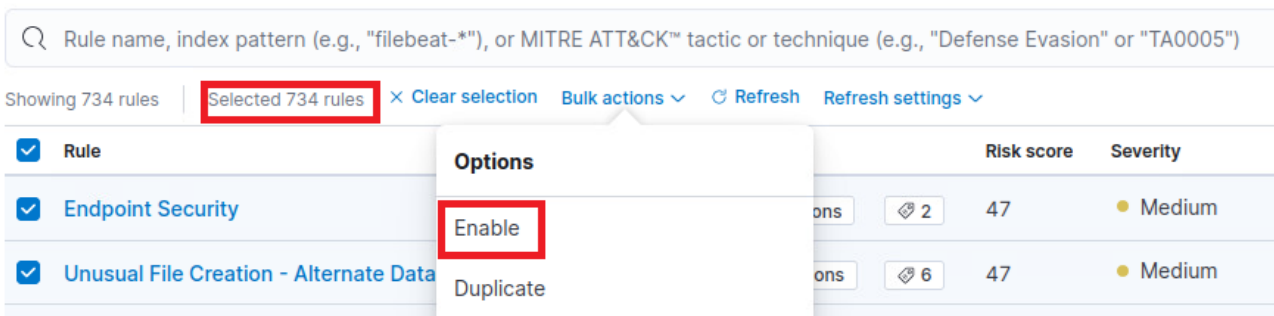 Rule name, index pattern (e.g., "filebeat-*"), or MITRE ATT&CK™ tactic or technique (e.g., "Defense Evasion" or "TA0005")
Showing 734 rules Selected 734 rules × Clear selection Bulk actions Refresh Refresh settings
Rule Risk score Severity
Options
Endpoint Security ons 2 47 Medium
Enable
Unusual File Creation - Alternate Data ons 6 47 Medium
Duplicate